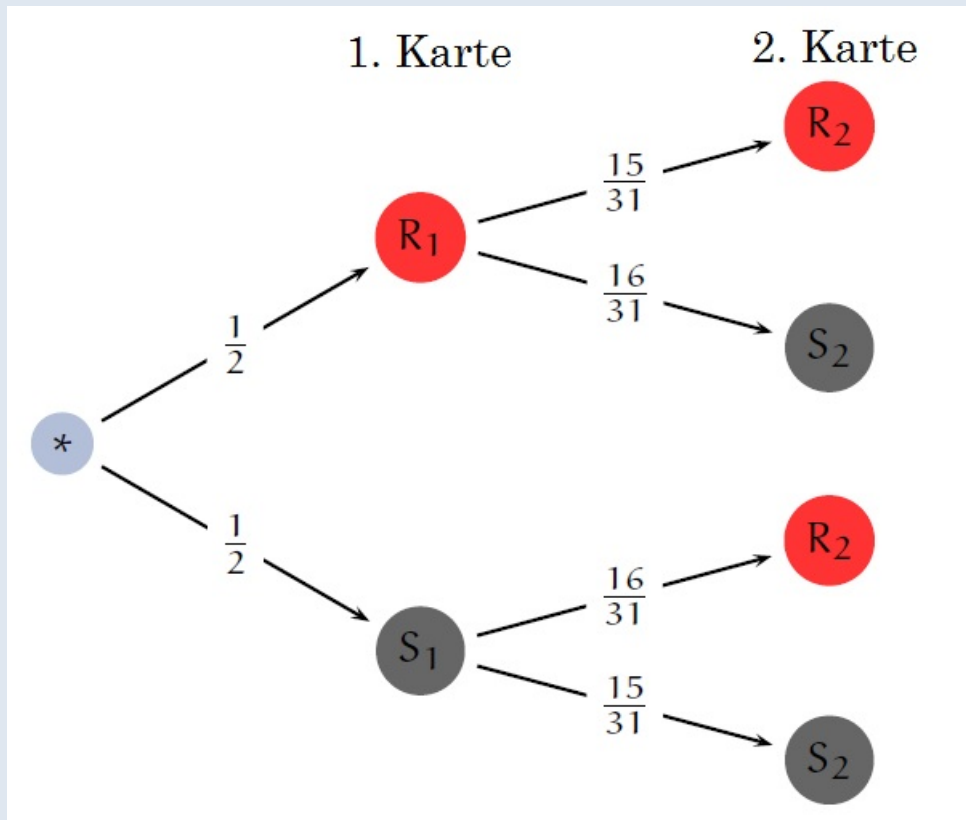 1. Karte
2. Karte
R2
15/31
R1
16/31
S2
1/2
*
1/2
R2
16/31
S1
15/31
S2